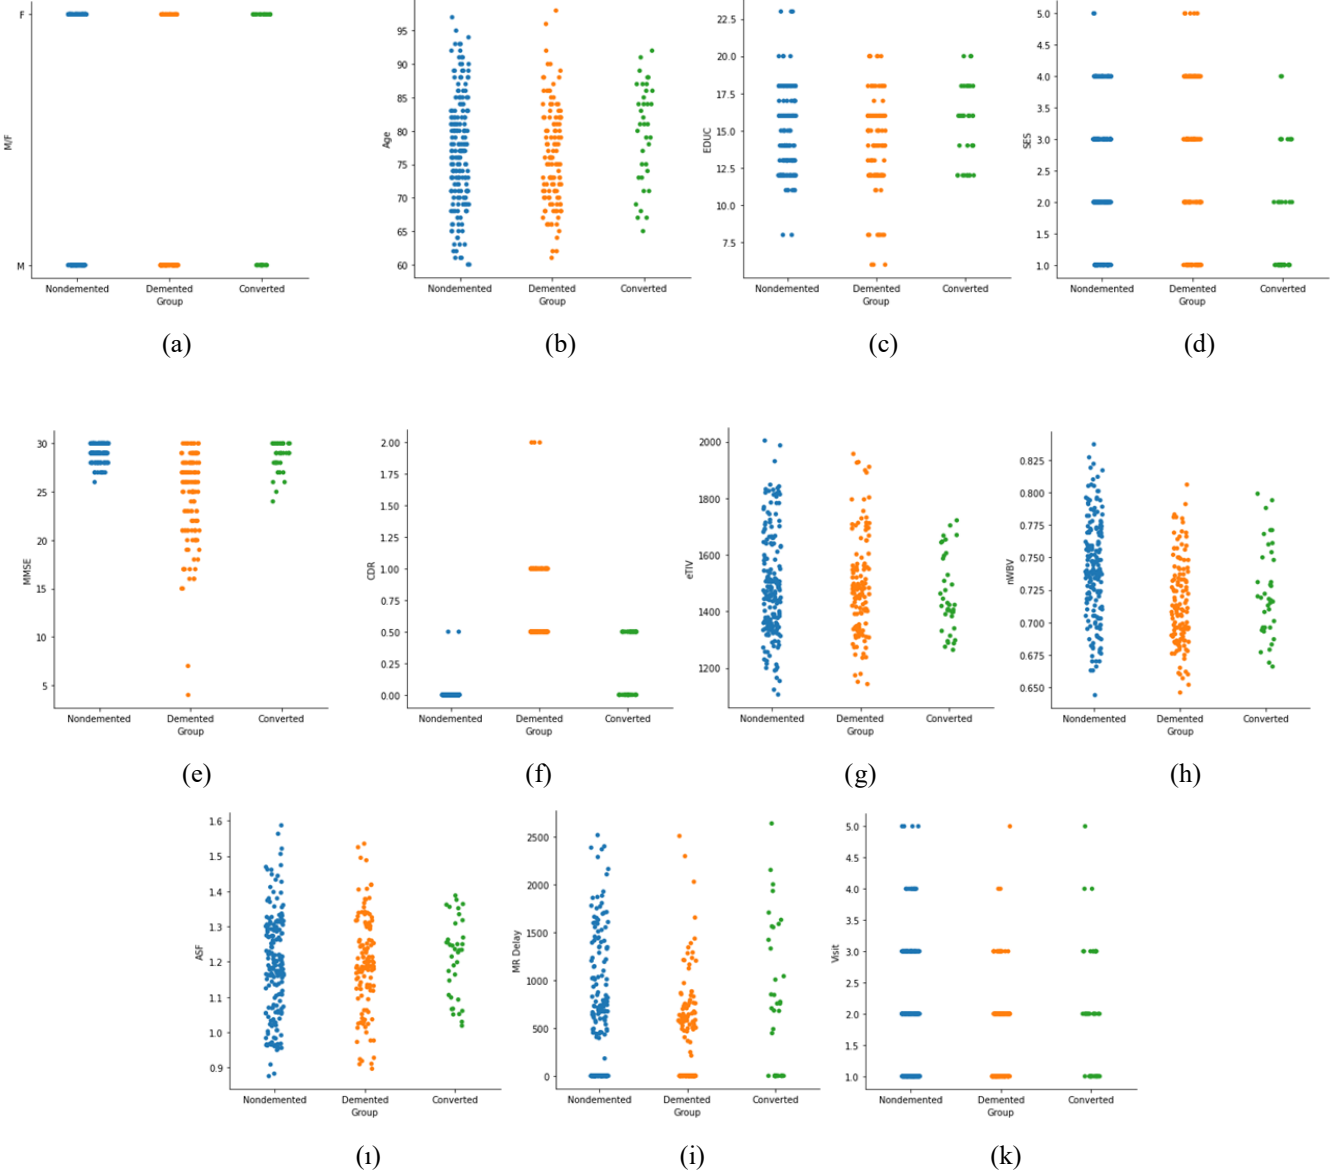 F
M/F
M
Nondemented Demented Converted
Group
(a)
95
90
85
80
Age
75
70
65
60
Nondemented Demented Converted
Group
(b)
22.5
20.0
17.5
15.0
EDUC
12.5
10.0
7.5
Nondemented Demented Converted
Group
(c)
5.0
4.5
4.0
3.5
3.0
SES
2.5
2.0
1.5
1.0
Nondemented Demented Converted
Group
(d)
30
25
20
MMSE
15
10
5
Nondemented Demented Converted
Group
(e)
2.00
1.75
1.50
1.25
1.00
CDR
0.75
0.50
0.25
0.00
Nondemented Demented Converted
Group
(f)
2000
1800
1600
eTIV
1400
1200
Nondemented Demented Converted
Group
(g)
0.825
0.800
0.775
0.750
nWBV
0.725
0.700
0.675
0.650
Nondemented Demented Converted
Group
(h)
1.6
1.5
1.4
1.3
ASF
1.2
1.1
1.0
0.9
Nondemented Demented Converted
Group
(ı)
2500
2000
1500
MR Delay
1000
500
0
Nondemented Demented Converted
Group
(i)
5.0
4.5
4.0
3.5
3.0
Visit
2.5
2.0
1.5
1.0
Nondemented Demented Converted
Group
(k)